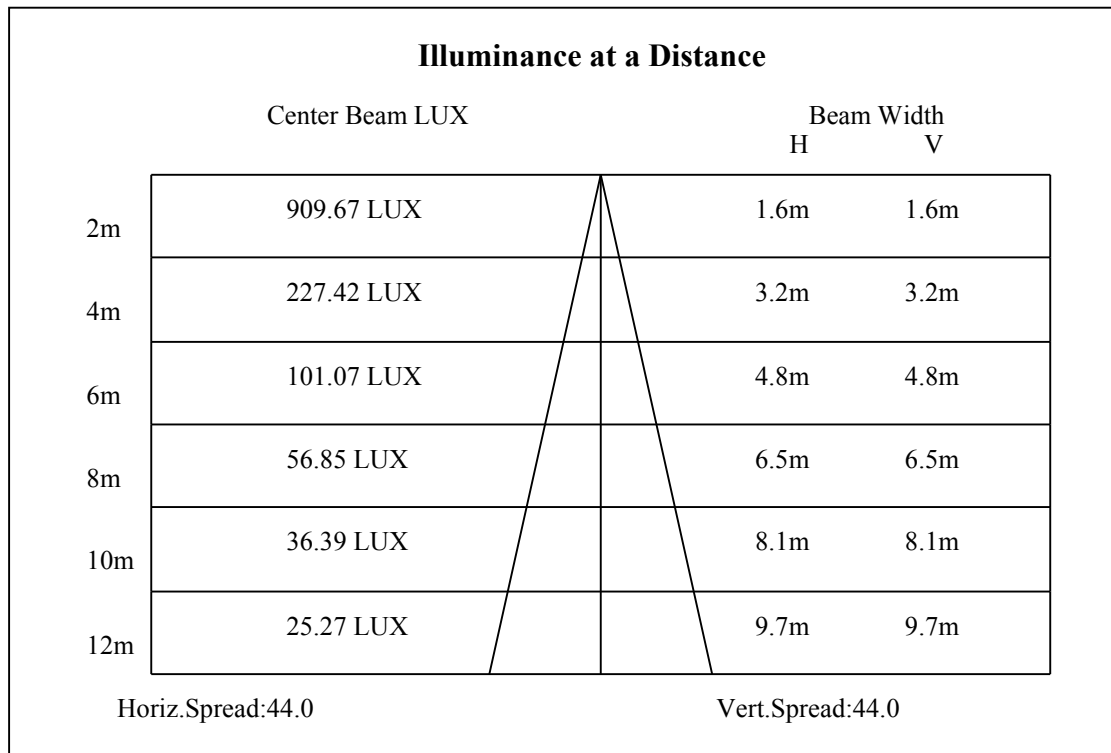 Illuminance at a Distance
Center Beam LUX Beam Width
H V
2m 909.67 LUX 1.6m 1.6m
4m 227.42 LUX 3.2m 3.2m
6m 101.07 LUX 4.8m 4.8m
8m 56.85 LUX 6.5m 6.5m
10m 36.39 LUX 8.1m 8.1m
12m 25.27 LUX 9.7m 9.7m
Horiz.Spread:44.0 Vert.Spread:44.0